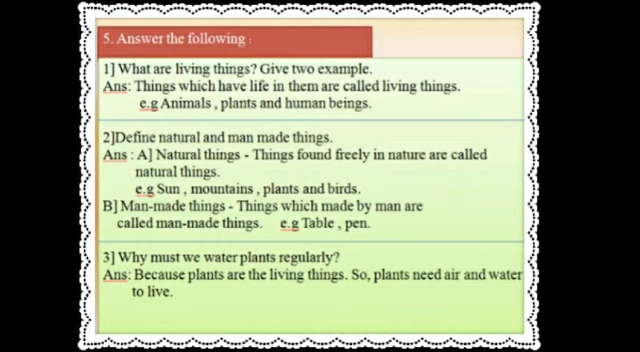 5. Answer the following :
1] What are living things? Give two example.
Ans: Things which have life in them are called living things.
e.g Animals , plants and human beings.
2]Define natural and man made things.
Ans : A] Natural things - Things found freely in nature are called
natural things.
e.g Sun , mountains , plants and birds.
B] Man-made things - Things which made by man are
called man-made things. e.g Table , pen.
3] Why must we water plants regularly?
Ans: Because plants are the living things. So, plants need air and water
to live.